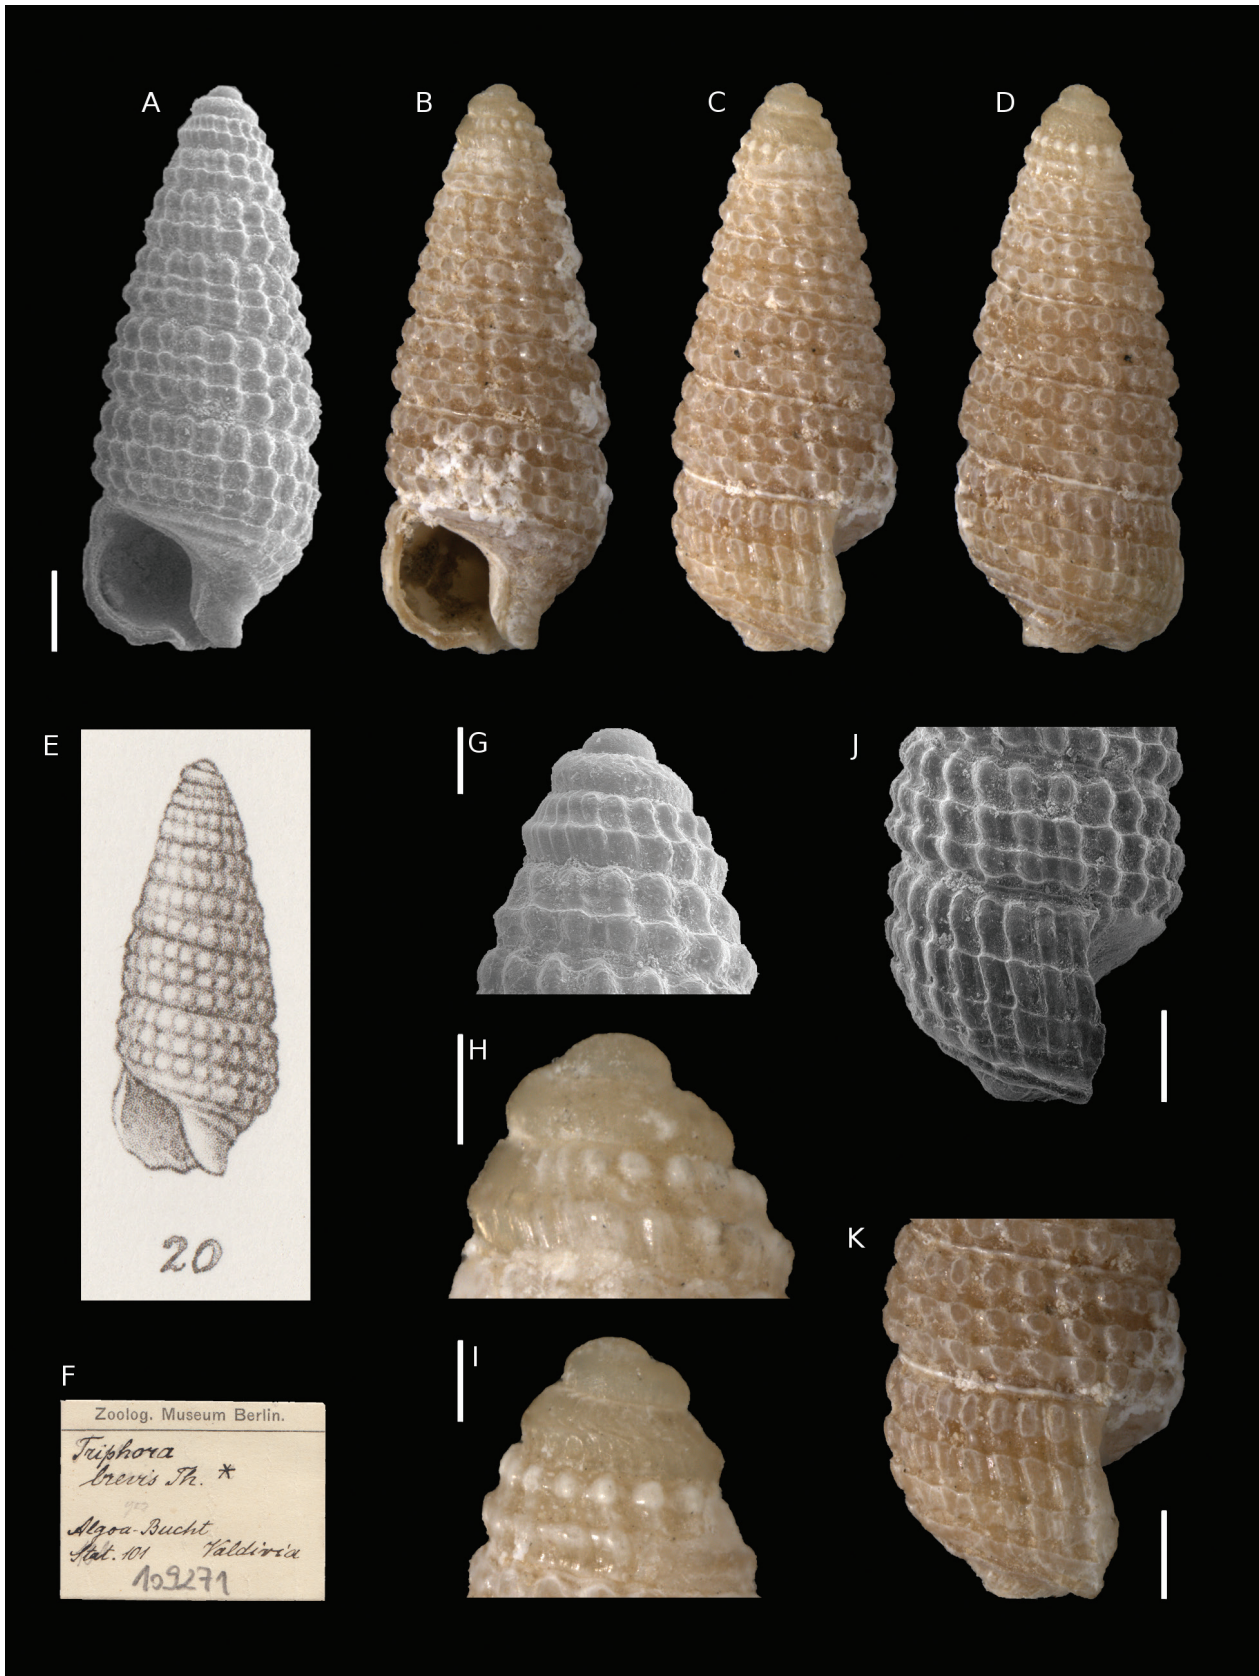 A
B
C
D
E
20
F
Zoolog. Museum Berlin.
Triphora
brevis Th. *
Algoa-Bucht
Stat. 101 Valdivia
109271
G
H
I
J
K